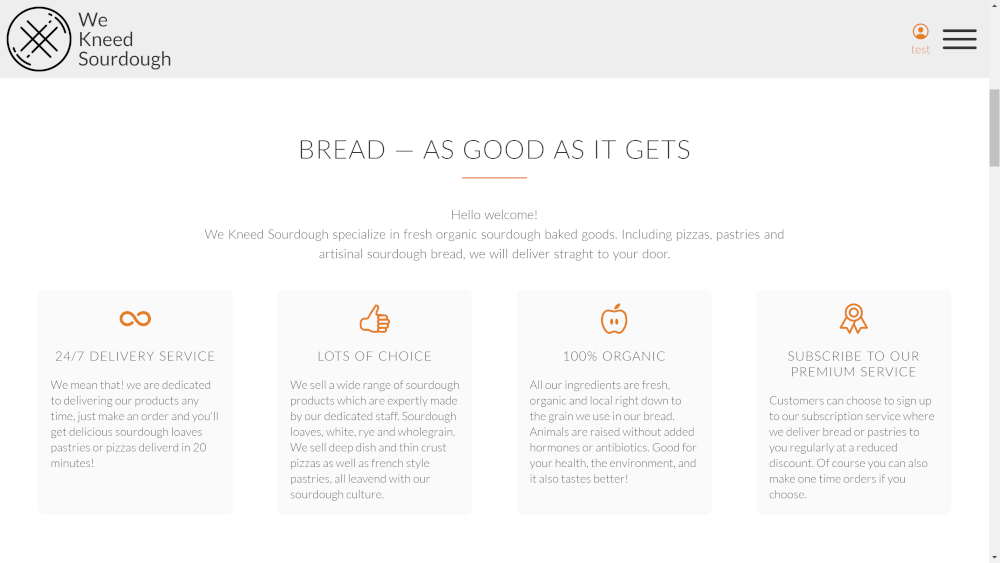 We
Kneed
Sourdough
test
BREAD — AS GOOD AS IT GETS
Hello welcome!
We Kneed Sourdough specialize in fresh organic sourdough baked goods. Including pizzas, pastries and
artisinal sourdough bread, we will deliver straght to your door.
24/7 DELIVERY SERVICE
We mean that! we are dedicated
to delivering our products any
time, just make an order and you'll
get delicious sourdough loaves
pastries or pizzas deliverd in 20
minutes!
LOTS OF CHOICE
We sell a wide range of sourdough
products which are expertly made
by our dedicated staff. Sourdough
loaves, white, rye and wholegrain.
We sell deep dish and thin crust
pizzas as well as french style
pastries, all leavend with our
sourdough culture.
100% ORGANIC
All our ingredients are fresh,
organic and local right down to
the grain we use in our bread.
Animals are raised without added
hormones or antibiotics. Good for
your health, the environment, and
it also tastes better!
SUBSCRIBE TO OUR
PREMIUM SERVICE
Customers can choose to sign up
to our subscription service where
we deliver bread or pastries to
you regularly at a reduced
discount. Of course you can also
make one time orders if you
choose.